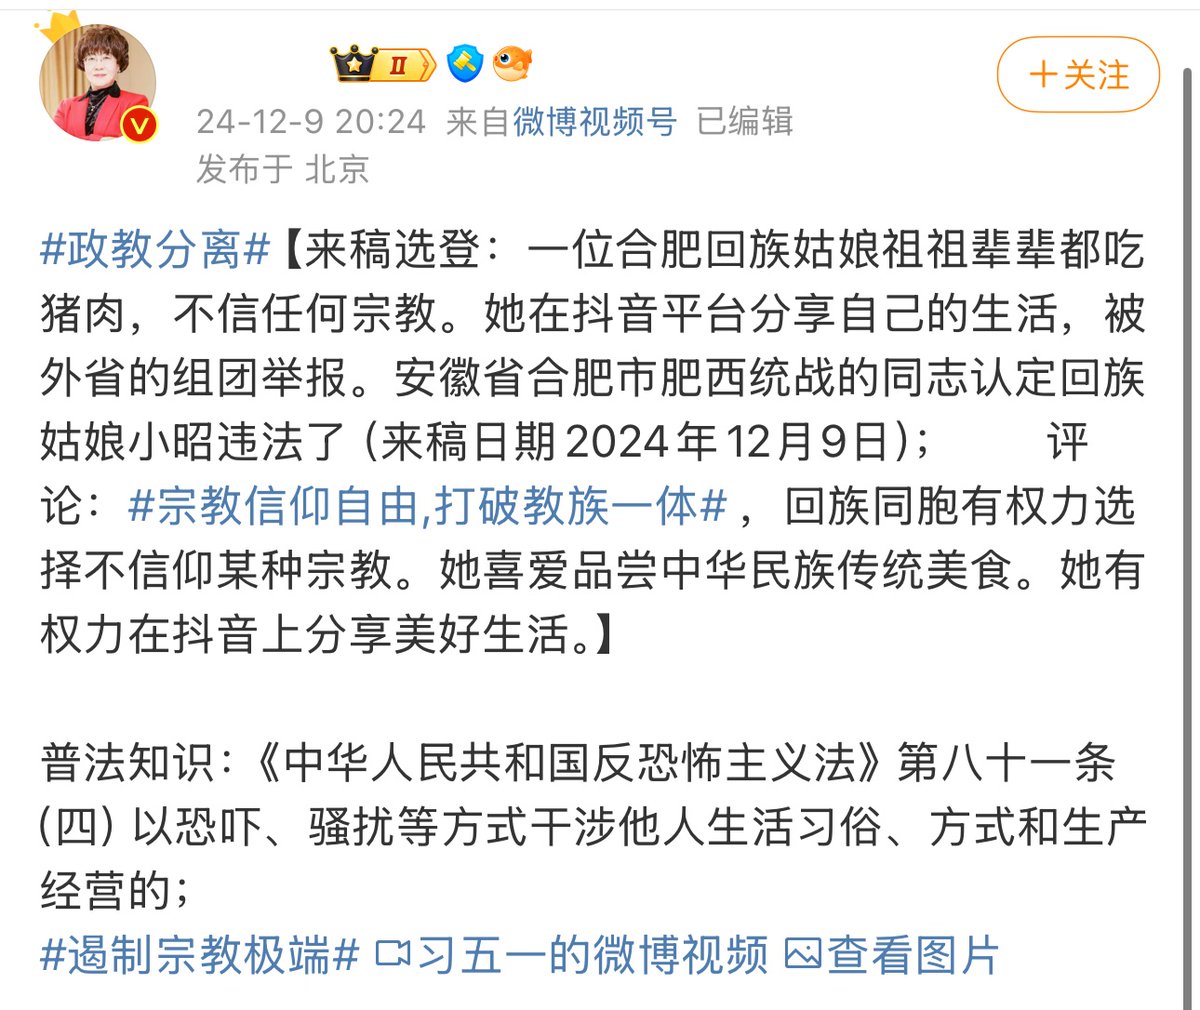 II
24-12-9 20:24 来自微博视频号 已编辑
发布于 北京
+关注
#政教分离#【来稿选登：一位合肥回族姑娘祖祖辈辈都吃
猪肉，不信任何宗教。她在抖音平台分享自己的生活，被
外省的组团举报。安徽省合肥市肥西统战的同志认定回族
姑娘小昭违法了（来稿日期2024年12月9日）； 评
论：#宗教信仰自由,打破教族一体#，回族同胞有权力选
择不信仰某种宗教。她喜爱品尝中华民族传统美食。她有
权力在抖音上分享美好生活。】
普法知识：《中华人民共和国反恐怖主义法》第八十一条
（四）以恐吓、骚扰等方式干涉他人生活习俗、方式和生产
经营的；
#遏制宗教极端# 习五一的微博视频 查看图片